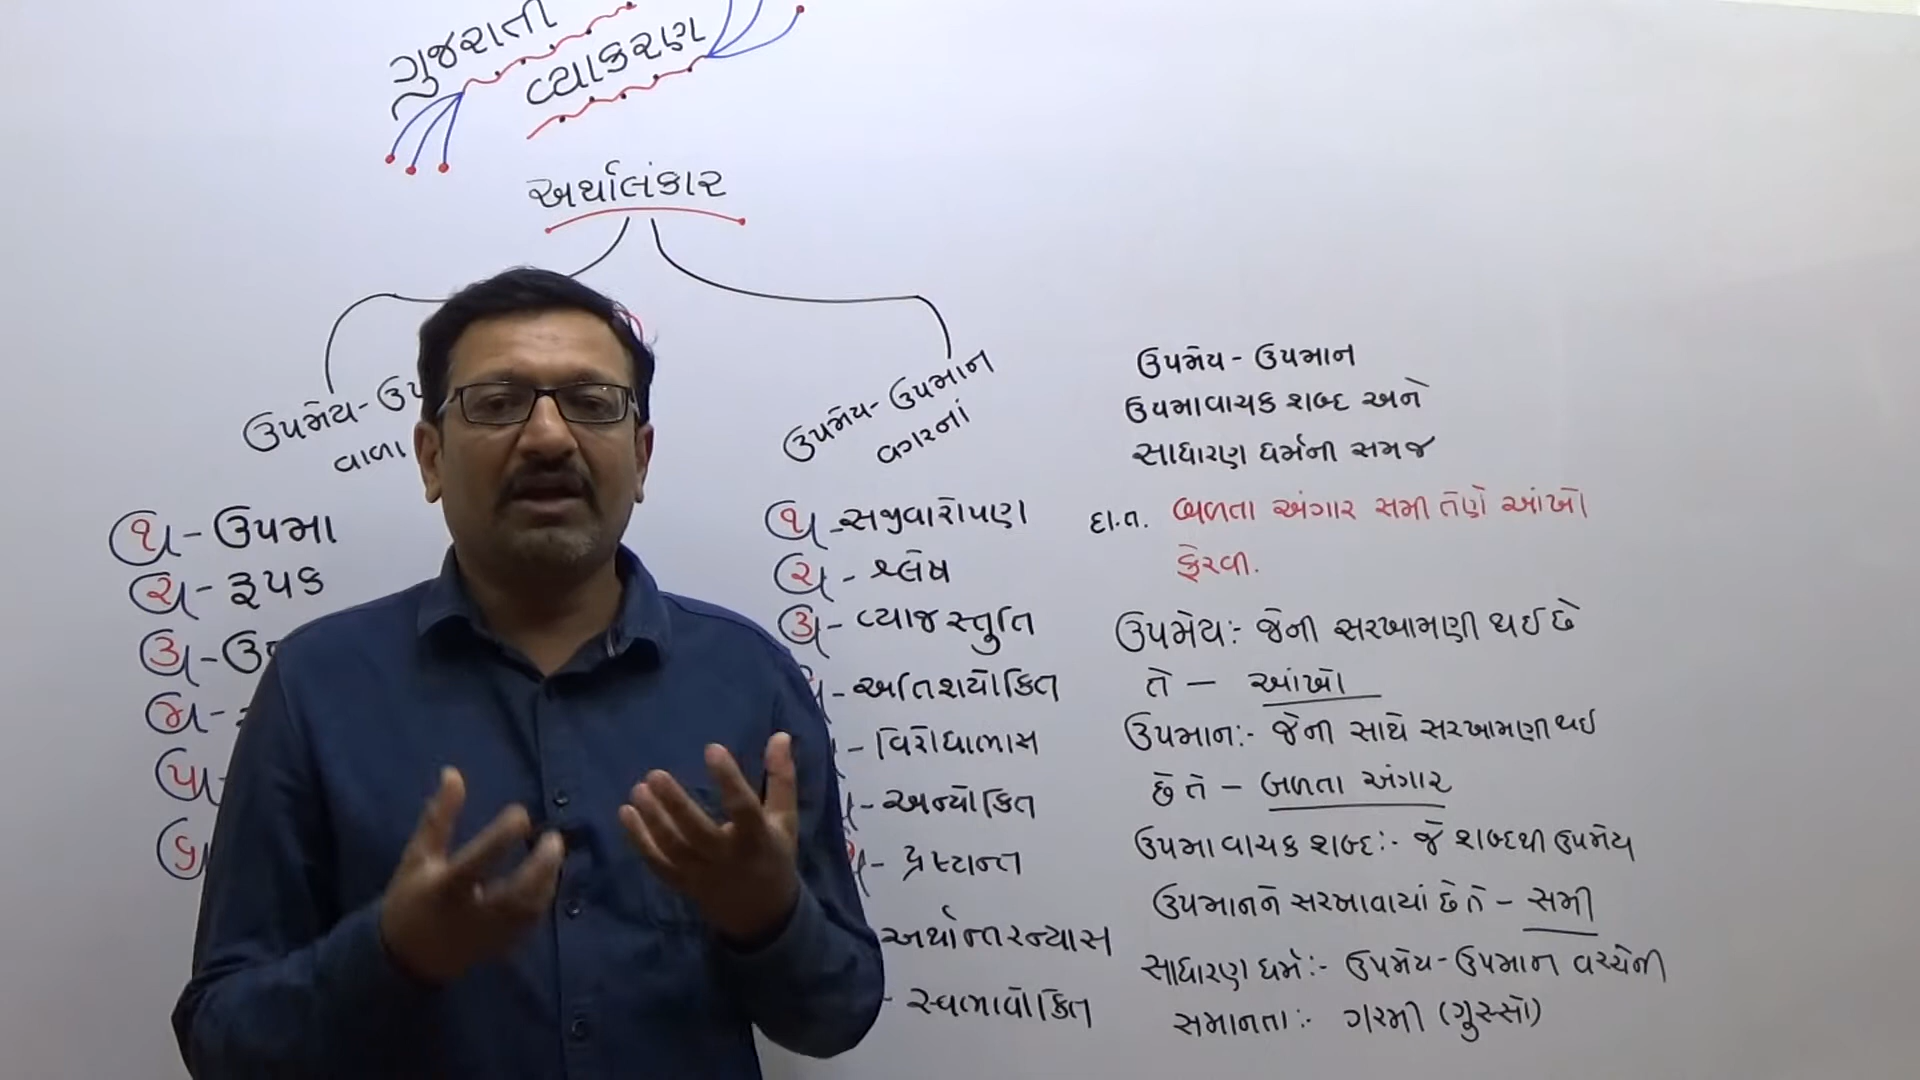 ગુજરાતી
વ્યાકરણ
અર્થાલંકાર
ઉપમેય-
વાળા
૧ - ઉપમા
૨ - રૂપક
૩ -
૪ -
૫ -
૬
ઉપમેય- ઉપમાન
વગરનાં
૧ - સજીવારોપણ
૨ - શ્લેષ
૩ - વ્યાજસ્તુતિ
- અતિશયોક્તિ
- વિરોધાભાસ
- અન્યોક્તિ
- દ્રષ્ટાન્ત
અર્થાન્તરન્યાસ
- સ્વભાવોક્તિ
ઉપમેય - ઉપમાન
ઉપમાવાચક શબ્દ અને
સાધારણ ધર્મની સમજ
દા.ત. બળતા અંગાર સમી તેણે આંખો
ફેરવી.
ઉપમેય:- જેની સરખામણી થઈ છે
તે - આંખો
ઉપમાન:- જેની સાથે સરખામણી થઈ
છે તે - બળતા અંગાર
ઉપમાવાચક શબ્દ:- જે શબ્દથી ઉપમેય
ઉપમાનને સરખાવાયાં છે તે - સમી
સાધારણ ધર્મ:- ઉપમેય-ઉપમાન વચ્ચેની
સમાનતા:- ગરમી (ગુસ્સો)